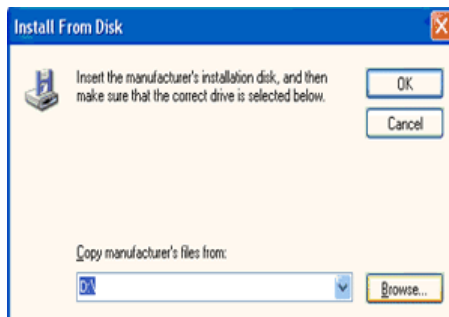 Install From Disk
Insert the manufacturer's installation disk, and then
make sure that the correct drive is selected below.
OK
Cancel
Copy manufacturer's files from:
D:\
Browse...